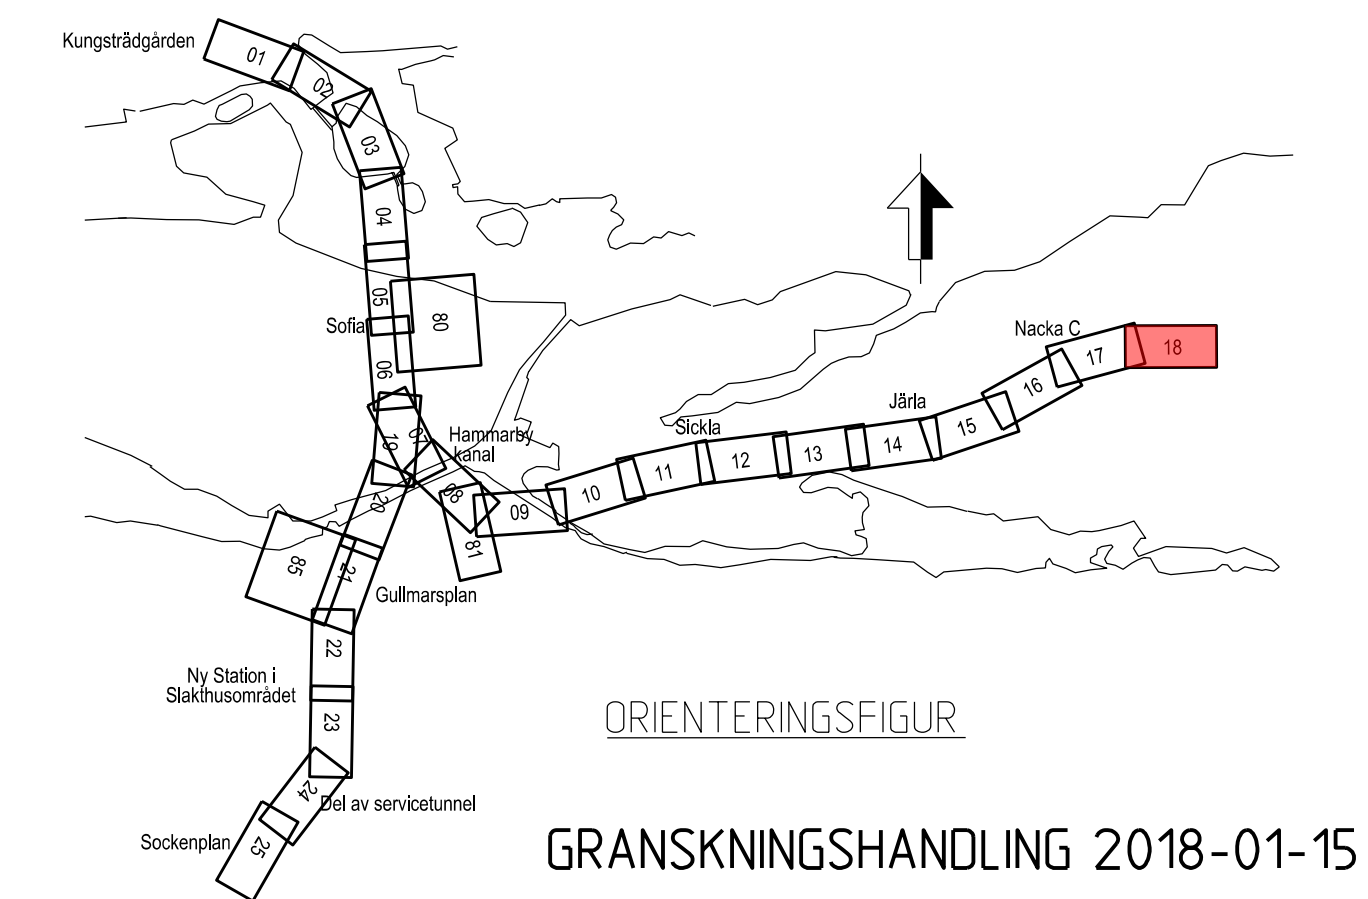 Kungsträdgården
01
02
03
04
05
Sofia
80
06
Nacka C
17
18
16
Järla
15
14
Sickla
13
12
11
10
07
19
Hammarby
kanal
08
09
20
81
85
21
Gullmarsplan
22
Ny Station i
Slakthusområdet
23
24
Del av servicetunnel
Sockenplan
25
ORIENTERINGSFIGUR
GRANSKNINGSHANDLING 2018-01-15